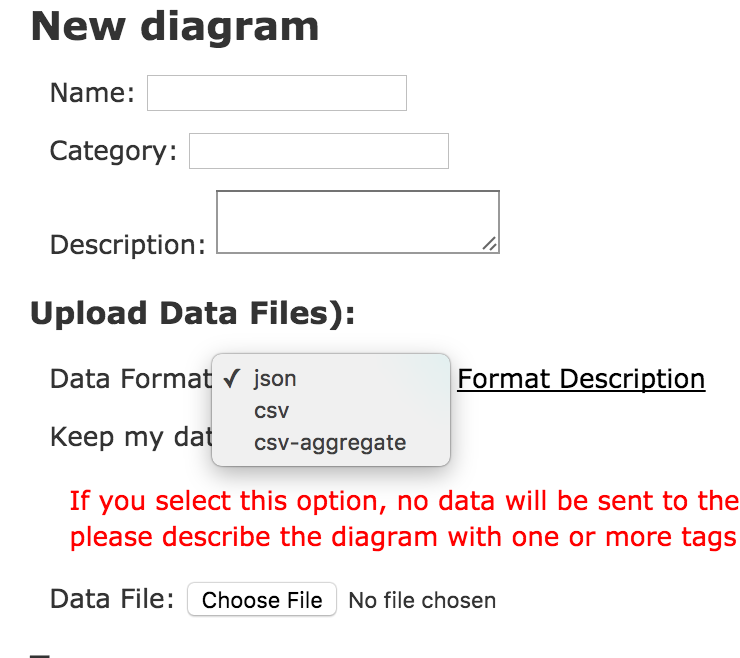 New diagram
Name:
Category:
Description:
Upload Data Files):
Data Format ✓ json Format Description
csv
Keep my dat
csv-aggregate
If you select this option, no data will be sent to the
please describe the diagram with one or more tags
Data File: Choose File No file chosen